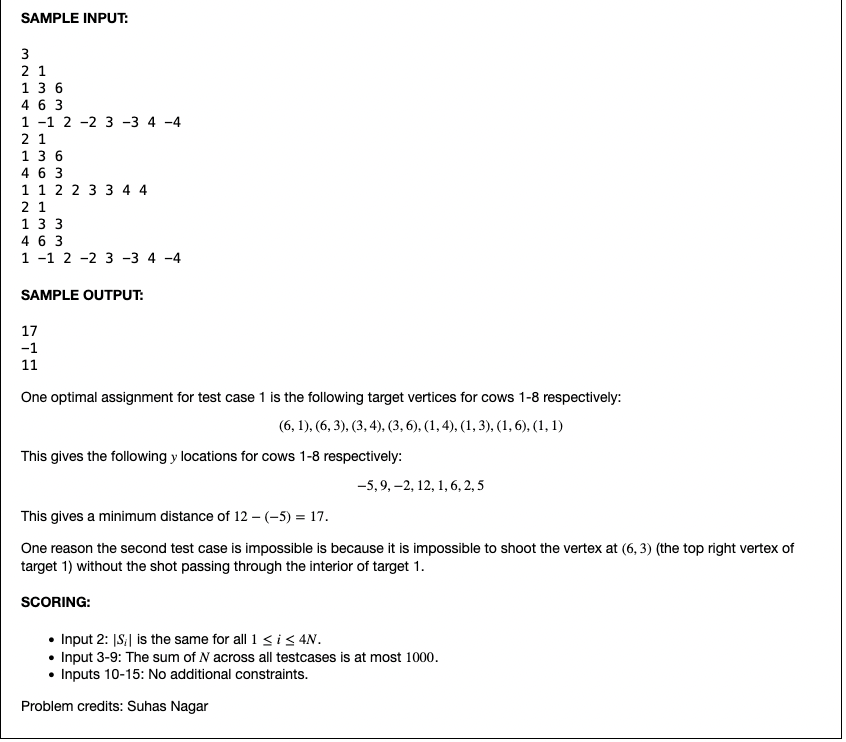 SAMPLE INPUT:
3
2 1
1 3 6
4 6 3
1 -1 2 -2 3 -3 4 -4
2 1
1 3 6
4 6 3
1 1 2 2 3 3 4 4
2 1
1 3 3
4 6 3
1 -1 2 -2 3 -3 4 -4
SAMPLE OUTPUT:
17
-1
11
One optimal assignment for test case 1 is the following target vertices for cows 1-8 respectively:
(6, 1), (6, 3), (3, 4), (3, 6), (1, 4), (1, 3), (1, 6), (1, 1)
This gives the following y locations for cows 1-8 respectively:
−5, 9, −2, 12, 1, 6, 2, 5
This gives a minimum distance of 12 − (−5) = 17.
One reason the second test case is impossible is because it is impossible to shoot the vertex at (6, 3) (the top right vertex of
target 1) without the shot passing through the interior of target 1.
SCORING:
• Input 2: |Sᵢ| is the same for all 1 ≤ i ≤ 4N.
• Input 3-9: The sum of N across all testcases is at most 1000.
• Inputs 10-15: No additional constraints.
Problem credits: Suhas Nagar